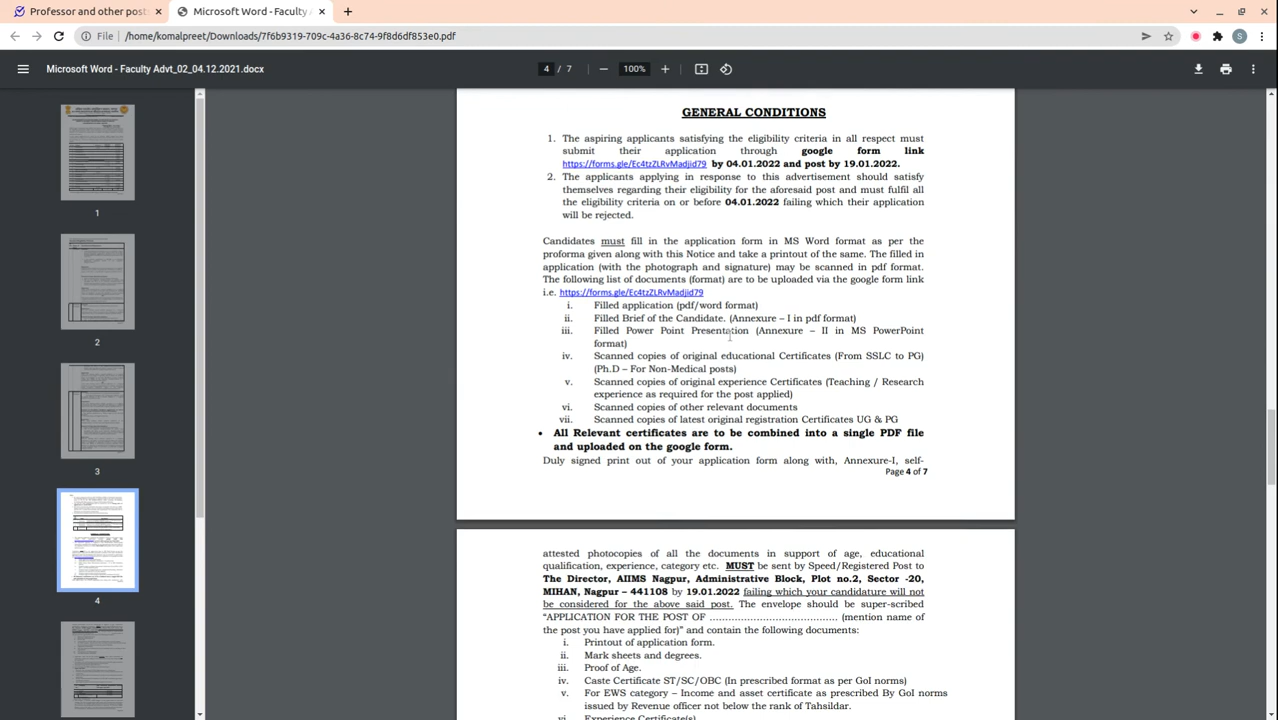 Professor and other post
Microsoft Word - Faculty A
File
/home/komalpreet/Downloads/7f6b9319-709c-4a36-8c74-9f8d6df853e0.pdf
S
Microsoft Word - Faculty Advt_02_04.12.2021.docx
4 / 7
100%
1
2
3
4
GENERAL CONDITIONS
1. The aspiring applicants satisfying the eligibility criteria in all respect must
submit their application through google form link
https://forms.gle/Ec4tzZLRvMadjid79 by 04.01.2022 and post by 19.01.2022.
2. The applicants applying in response to this advertisement should satisfy
themselves regarding their eligibility for the aforesaid post and must fulfil all
the eligibility criteria on or before 04.01.2022 failing which their application
will be rejected.
Candidates must fill in the application form in MS Word format as per the
proforma given along with this Notice and take a printout of the same. The filled in
application (with the photograph and signature) may be scanned in pdf format.
The following list of documents (format) are to be uploaded via the google form link
i.e. https://forms.gle/Ec4tzZLRvMadjid79
i. Filled application (pdf/word format)
ii. Filled Brief of the Candidate. (Annexure – I in pdf format)
iii. Filled Power Point Presentation (Annexure – II in MS PowerPoint
format)
iv. Scanned copies of original educational Certificates (From SSLC to PG)
(Ph.D – For Non-Medical posts)
v. Scanned copies of original experience Certificates (Teaching / Research
experience as required for the post applied)
vi. Scanned copies of other relevant documents
vii. Scanned copies of latest original registration Certificates UG & PG
• All Relevant certificates are to be combined into a single PDF file
and uploaded on the google form.
Duly signed print out of your application form along with, Annexure-I, self-
Page 4 of 7
attested photocopies of all the documents in support of age, educational
qualification, experience, category etc. MUST be sent by Speed/Registered Post to
The Director, AIIMS Nagpur, Administrative Block, Plot no.2, Sector -20,
MIHAN, Nagpur – 441108 by 19.01.2022 failing which your candidature will not
be considered for the above said post. The envelope should be super-scribed
“APPLICATION FOR THE POST OF ........................................ (mention name of
the post you have applied for)” and contain the following documents:
i. Printout of application form.
ii. Mark sheets and degrees.
iii. Proof of Age.
iv. Caste Certificate ST/SC/OBC (In prescribed format as per GoI norms)
v. For EWS category – Income and asset certificate as prescribed By GoI norms
issued by Revenue officer not below the rank of Tahsildar.
vi. Experience Certificate(s)